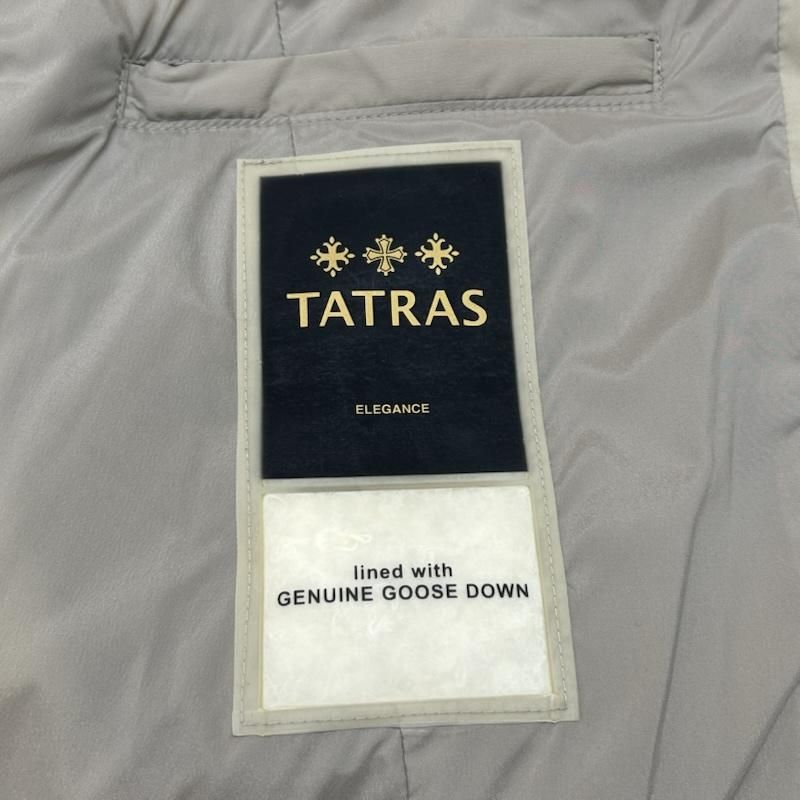 TATRAS
ELEGANCE
lined with
GENUINE GOOSE DOWN